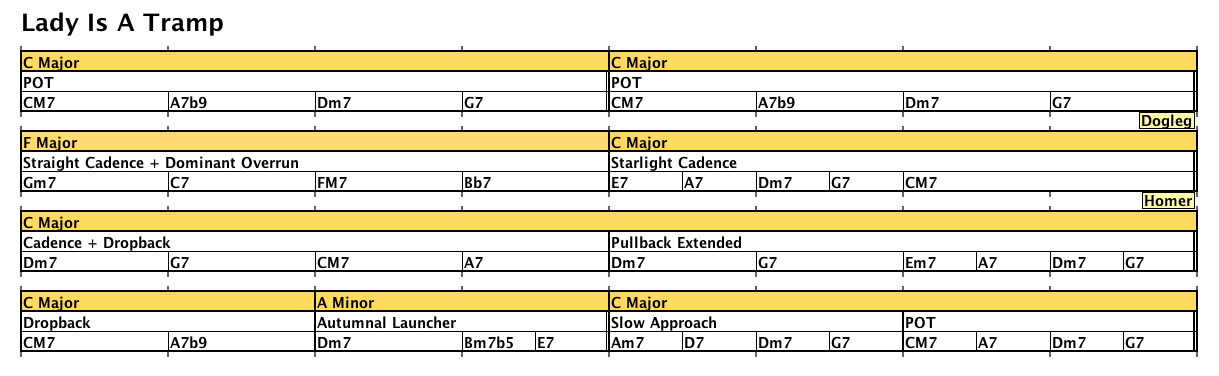 Lady Is A Tramp
C Major C Major
POT POT
CM7 A7b9 Dm7 G7 CM7 A7b9 Dm7 G7
Dogleg
F Major C Major
Straight Cadence + Dominant Overrun Starlight Cadence
Gm7 C7 FM7 Bb7 E7 A7 Dm7 G7 CM7
Homer
C Major
Cadence + Dropback Pullback Extended
Dm7 G7 CM7 A7 Dm7 G7 Em7 A7 Dm7 G7
C Major A Minor C Major
Dropback Autumnal Launcher Slow Approach POT
CM7 A7b9 Dm7 Bm7b5 E7 Am7 D7 Dm7 G7 CM7 A7 Dm7 G7